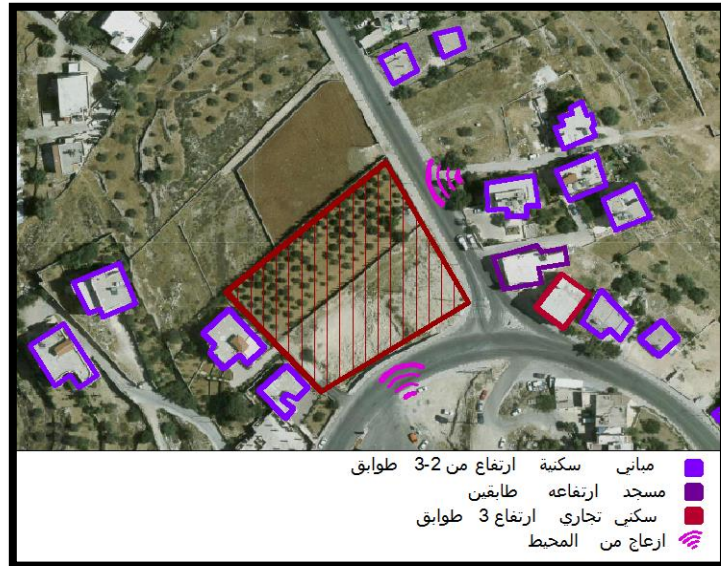 مباني سكنية ارتفاع من 2-3 طوابق
مسجد ارتفاعه طابقين
سكني تجاري ارتفاع 3 طوابق
ازعاج من المحيط